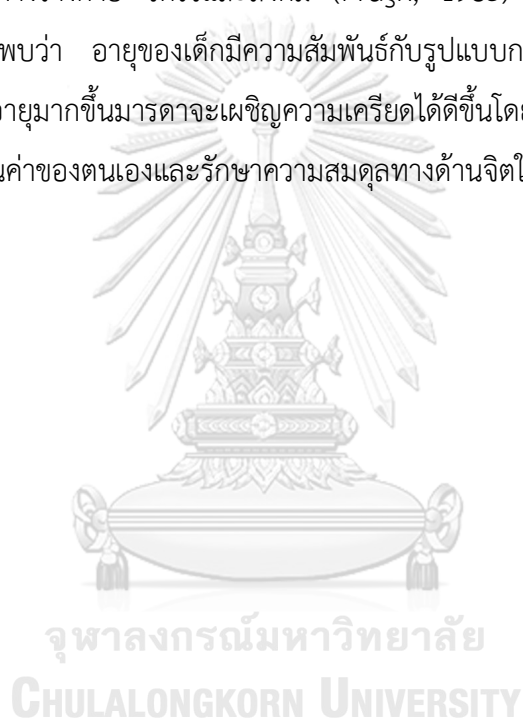 (Prugh, 1983)
พบว่า อายุของเด็กมีความสัมพันธ์กับรูปแบบก
อายุมากขึ้นมารดาจะเผชิญความเครียดได้ดีขึ้นโดย
นค่าของตนเองและรักษาความสมดุลทางด้านจิตใ
จุฬาลงกรณ์มหาวิทยาลัย
CHULALONGKORN UNIVERSITY